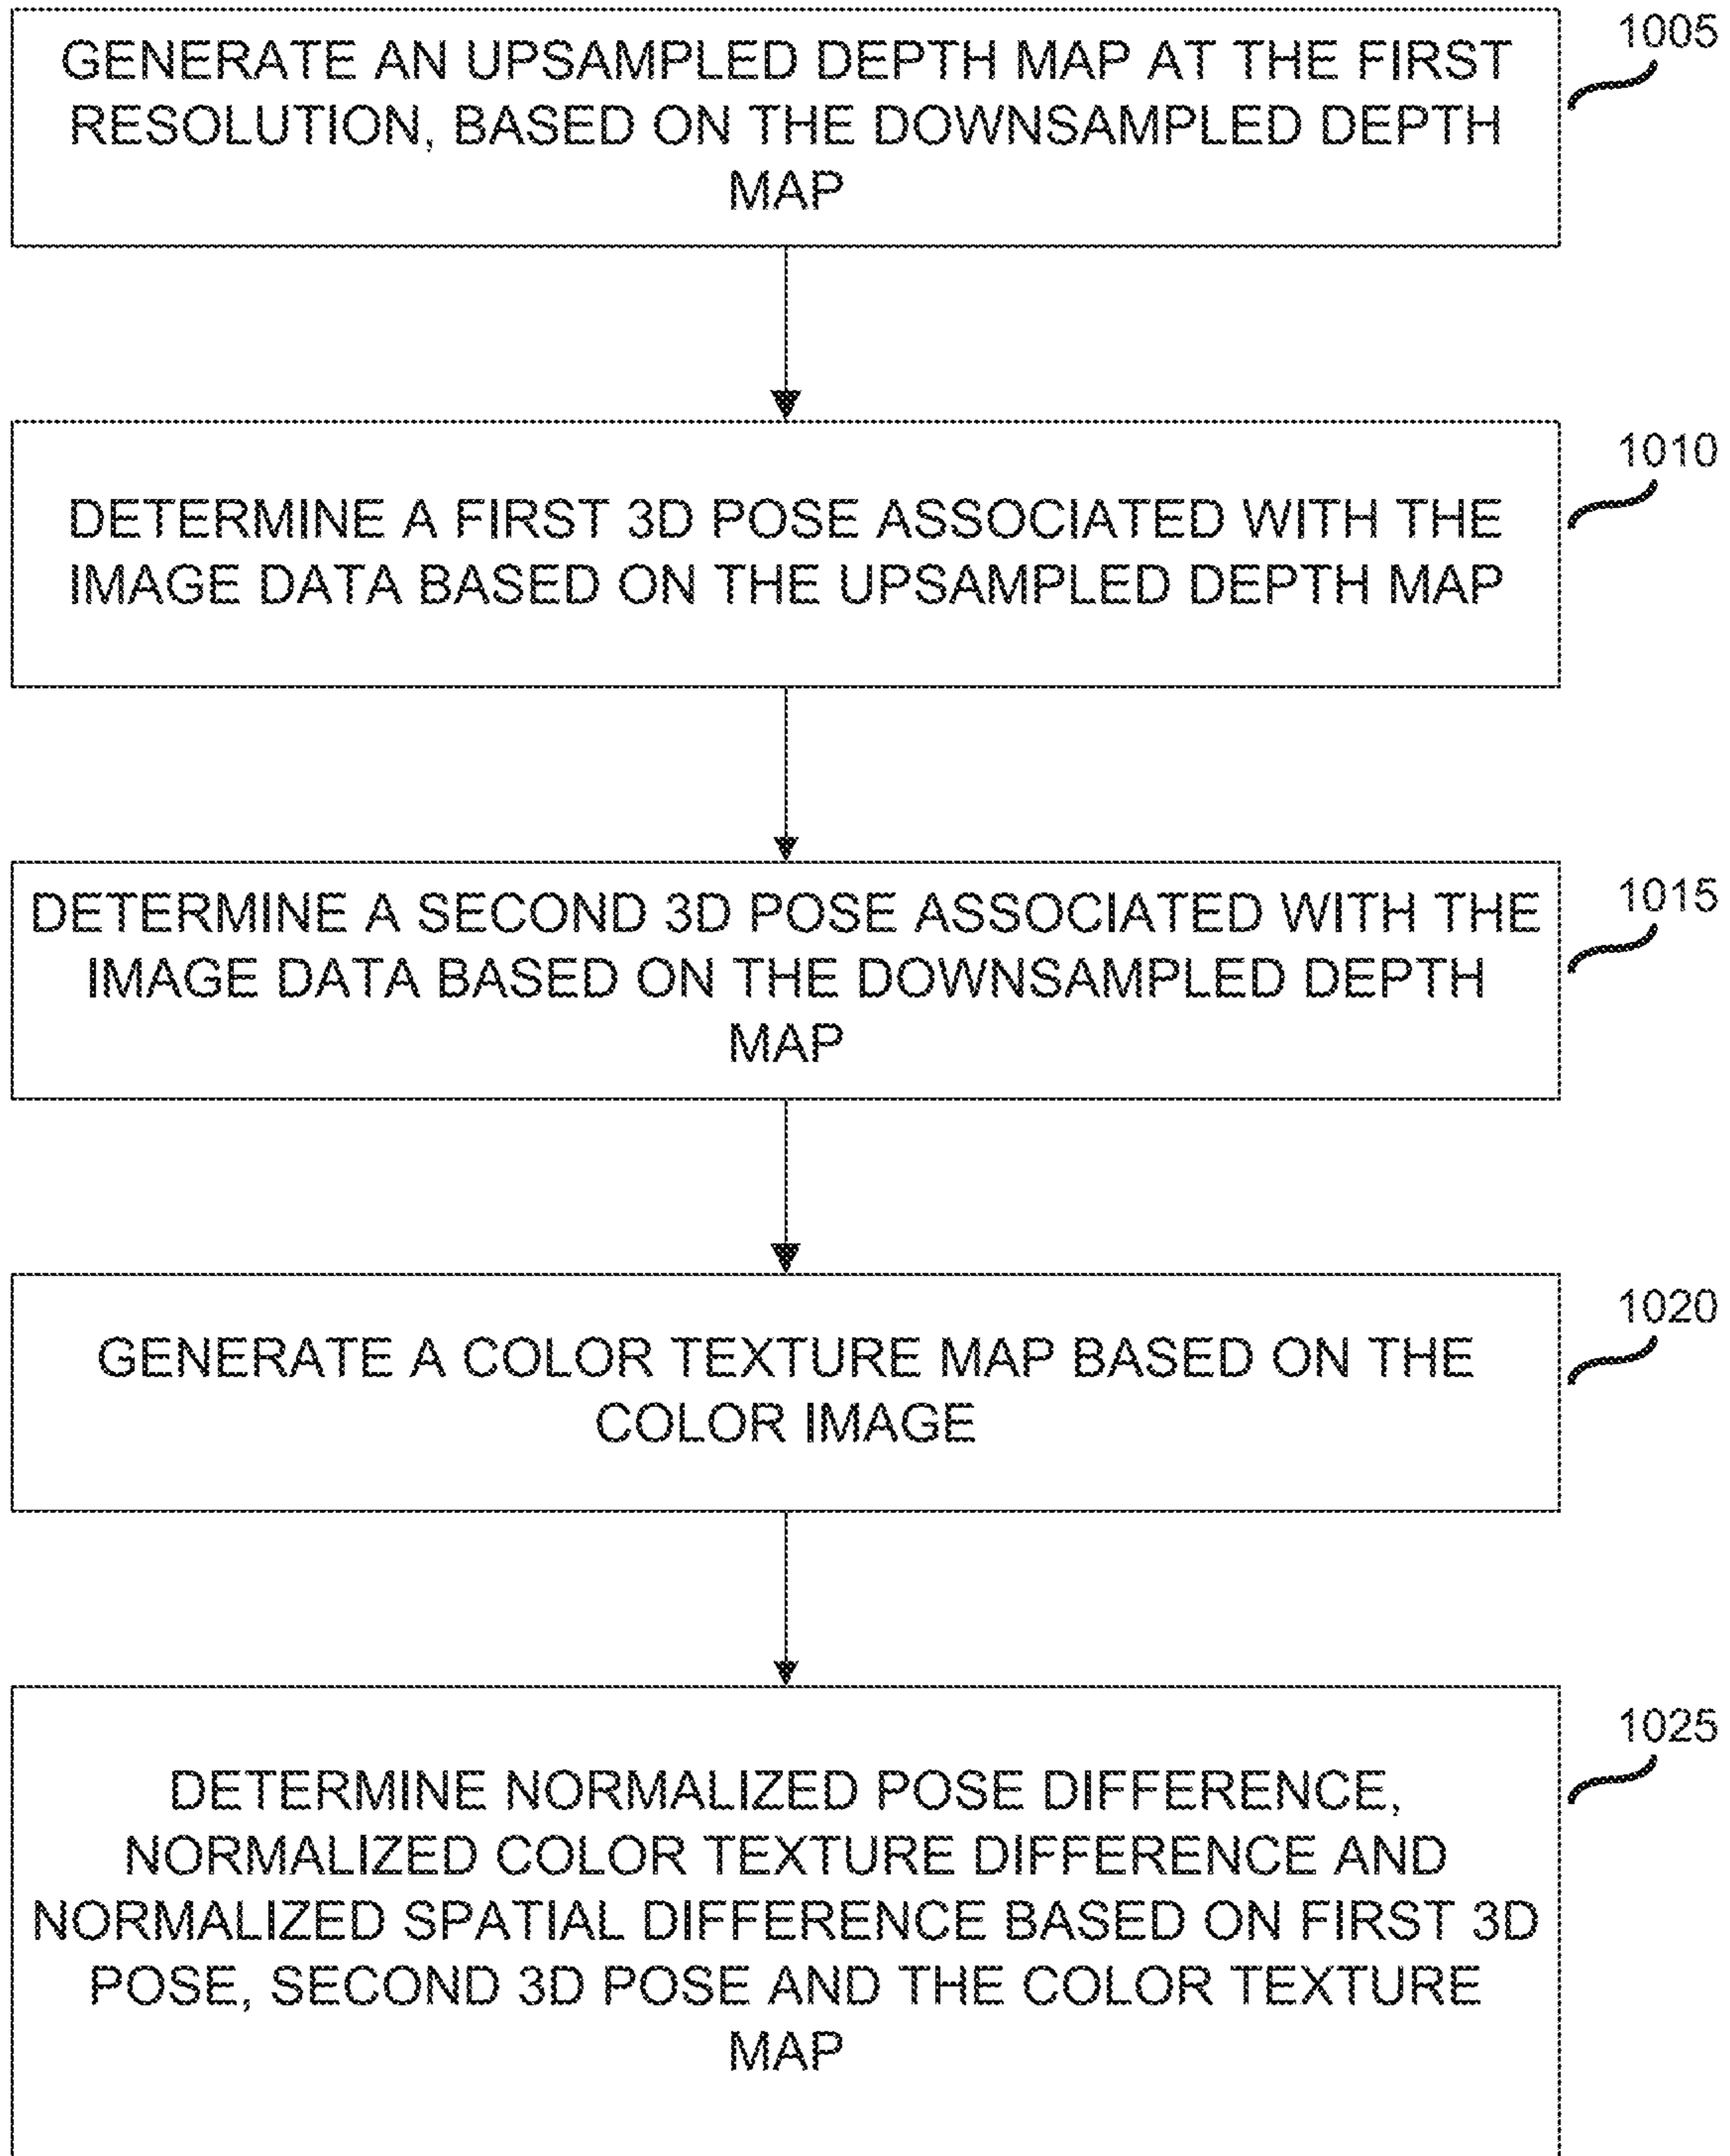 1005
GENERATE AN UPSAMPLED DEPTH MAP AT THE FIRST
RESOLUTION, BASED ON THE DOWNSAMPLED DEPTH
MAP
1010
DETERMINE A FIRST 3D POSE ASSOCIATED WITH THE
IMAGE DATA BASED ON THE UPSAMPLED DEPTH MAP
1015
DETERMINE A SECOND 3D POSE ASSOCIATED WITH THE
IMAGE DATA BASED ON THE DOWNSAMPLED DEPTH
MAP
1020
GENERATE A COLOR TEXTURE MAP BASED ON THE
COLOR IMAGE
1025
DETERMINE NORMALIZED POSE DIFFERENCE,
NORMALIZED COLOR TEXTURE DIFFERENCE AND
NORMALIZED SPATIAL DIFFERENCE BASED ON FIRST 3D
POSE, SECOND 3D POSE AND THE COLOR TEXTURE
MAP